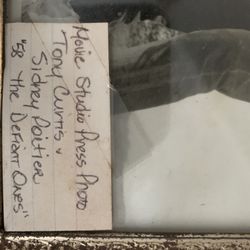 Movie Studio Press Photo
Tony Curtis &
Sidney Poitier
"58 The Defiant Ones"